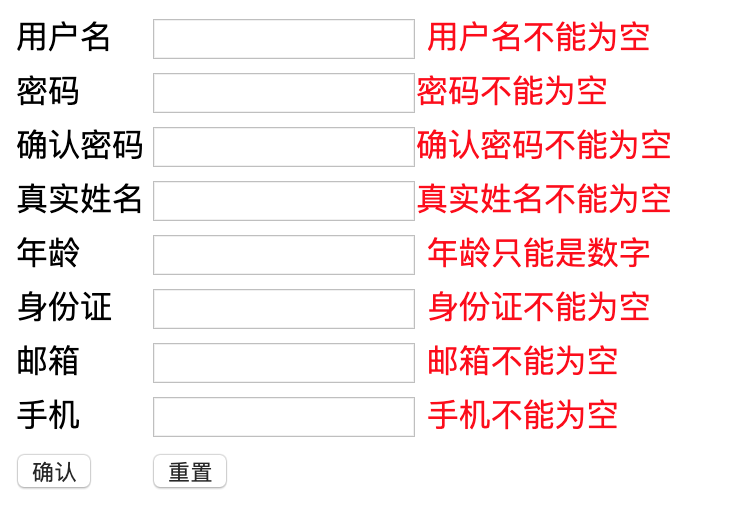 用户名 用户名不能为空
密码 密码不能为空
确认密码 确认密码不能为空
真实姓名 真实姓名不能为空
年龄 年龄只能是数字
身份证 身份证不能为空
邮箱 邮箱不能为空
手机 手机不能为空
确认 重置